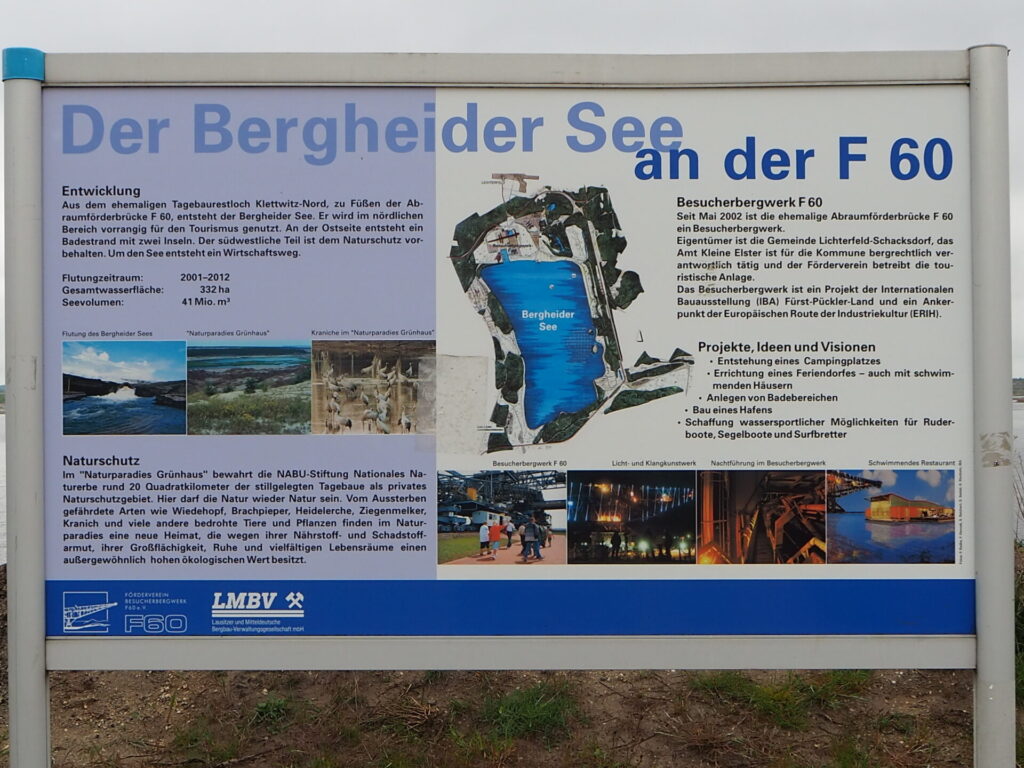 Der Bergheider See
an der F 60
Entwicklung
Aus dem ehemaligen Tagebaurestloch Klettwitz-Nord, zu Füßen der Ab-
raumförderbrücke F 60, entsteht der Bergheider See. Er wird im nördlichen
Bereich vorrangig für den Tourismus genutzt. An der Ostseite entsteht ein
Badestrand mit zwei Inseln. Der südwestliche Teil ist dem Naturschutz vor-
behalten. Um den See entsteht ein Wirtschaftsweg.
Flutungszeitraum: 2001–2012
Gesamtwasserfläche: 332 ha
Seevolumen: 41 Mio. m³
Flutung des Bergheider Sees
"Naturparadies Grünhaus"
Kraniche im "Naturparadies Grünhaus"
Naturschutz
Im "Naturparadies Grünhaus" bewahrt die NABU-Stiftung Nationales Na-
turerbe rund 20 Quadratkilometer der stillgelegten Tagebaue als privates
Naturschutzgebiet. Hier darf die Natur wieder Natur sein. Vom Aussterben
gefährdete Arten wie Wiedehopf, Brachpieper, Heidelerche, Ziegenmelker,
Kranich und viele andere bedrohte Tiere und Pflanzen finden im Natur-
paradies eine neue Heimat, die wegen ihrer Nährstoff- und Schadstoff-
armut, ihrer Großflächigkeit, Ruhe und vielfältigen Lebensräume einen
außergewöhnlich hohen ökologischen Wert besitzt.
Bergheider
See
Besucherbergwerk F 60
Seit Mai 2002 ist die ehemalige Abraumförderbrücke F 60
ein Besucherbergwerk.
Eigentümer ist die Gemeinde Lichterfeld-Schacksdorf, das
Amt Kleine Elster ist für die Kommune bergrechtlich ver-
antwortlich tätig und der Förderverein betreibt die tou-
ristische Anlage.
Das Besucherbergwerk ist ein Projekt der Internationalen
Bauausstellung (IBA) Fürst-Pückler-Land und ein Anker-
punkt der Europäischen Route der Industriekultur (ERIH).
Projekte, Ideen und Visionen
• Entstehung eines Campingplatzes
• Errichtung eines Feriendorfes – auch mit schwim-
menden Häusern
• Anlegen von Badebereichen
• Bau eines Hafens
• Schaffung wassersportlicher Möglichkeiten für Ruder-
boote, Segelboote und Surfbretter
Besucherbergwerk F 60
Licht- und Klangkunstwerk
Nachtführung im Besucherbergwerk
Schwimmendes Restaurant
FÖRDERVEREIN
BESUCHERBERGWERK
F60 e.V.
F60
LMBV
Lausitzer und Mitteldeutsche
Bergbau-Verwaltungsgesellschaft mbH